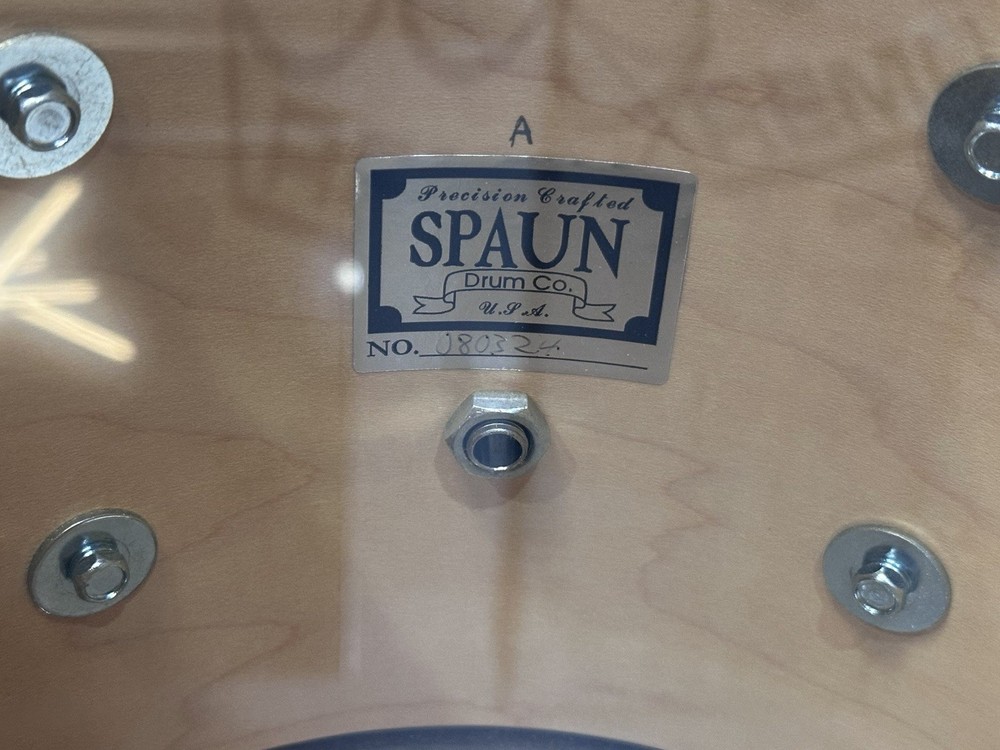 A
Precision Crafted
SPAUN
Drum Co.
U.S.A.
NO. 080324